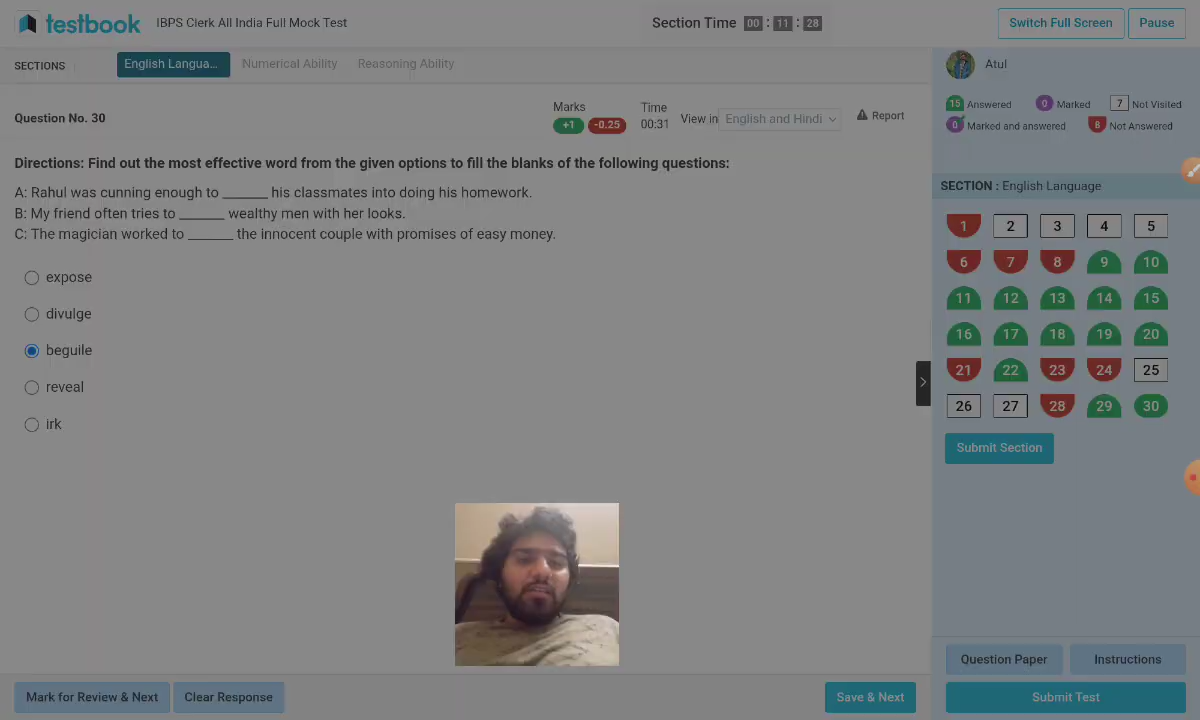 testbook IBPS Clerk All India Full Mock Test Section Time 00 : 11 : 28 Switch Full Screen Pause
SECTIONS English Langua... Numerical Ability Reasoning Ability
Atul
Question No. 30
Marks +1 -0.25
Time 00:31
View in English and Hindi
Report
15 Answered 0 Marked 7 Not Visited
0 Marked and answered 8 Not Answered
Directions: Find out the most effective word from the given options to fill the blanks of the following questions:
A: Rahul was cunning enough to _______ his classmates into doing his homework.
B: My friend often tries to _______ wealthy men with her looks.
C: The magician worked to _______ the innocent couple with promises of easy money.
expose
divulge
beguile
reveal
irk
SECTION : English Language
1 2 3 4 5
6 7 8 9 10
11 12 13 14 15
16 17 18 19 20
21 22 23 24 25
26 27 28 29 30
Submit Section
Question Paper Instructions
Mark for Review & Next Clear Response Save & Next Submit Test